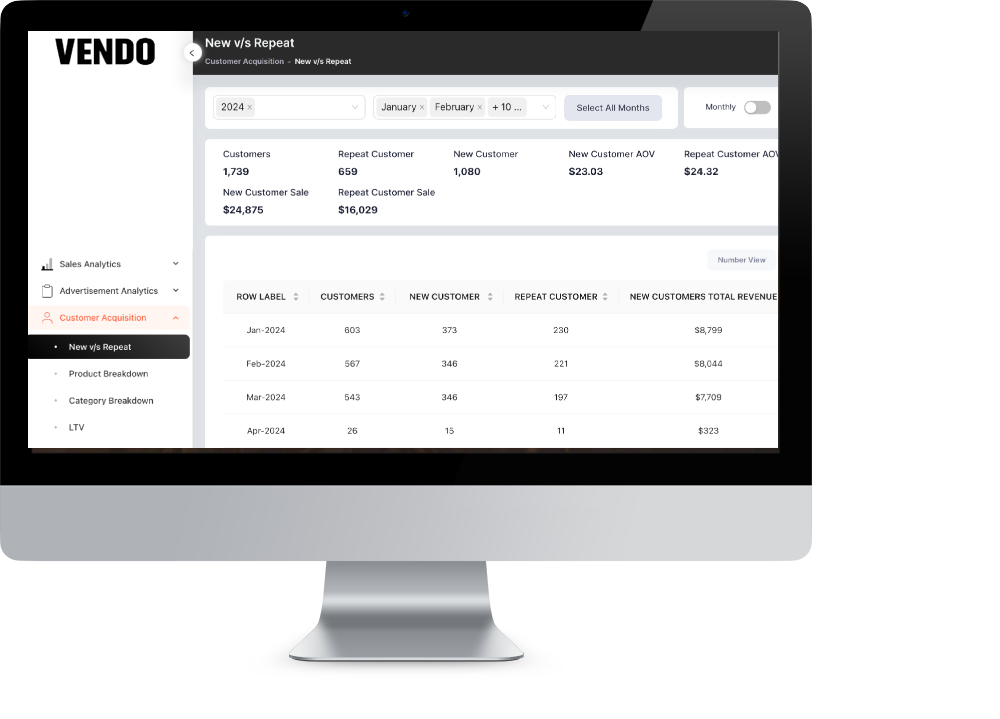 VENDO
New v/s Repeat
Customer Acquisition - New v/s Repeat
2024 × January × February × + 10 ... Select All Months Monthly
Customers Repeat Customer New Customer New Customer AOV Repeat Customer AOV
1,739 659 1,080 $23.03 $24.32
New Customer Sale Repeat Customer Sale
$24,875 $16,029
Number View
ROW LABEL CUSTOMERS NEW CUSTOMER REPEAT CUSTOMER NEW CUSTOMERS TOTAL REVENUE
Jan-2024 603 373 230 $8,799
Feb-2024 567 346 221 $8,044
Mar-2024 543 346 197 $7,709
Apr-2024 26 15 11 $323
Sales Analytics
Advertisement Analytics
Customer Acquisition
• New v/s Repeat
• Product Breakdown
• Category Breakdown
• LTV